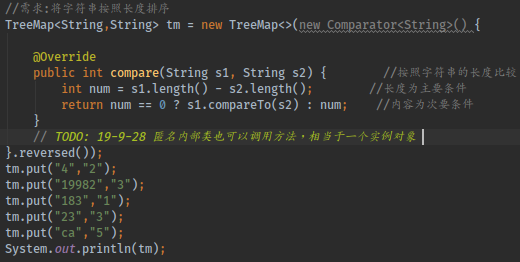 //需求:将字符串按照长度排序
TreeMap<String,String> tm = new TreeMap<>(new Comparator<String>() {
@Override
public int compare(String s1, String s2) { //按照字符串的长度比较
int num = s1.length() - s2.length(); //长度为主要条件
return num == 0 ? s1.compareTo(s2) : num; //内容为次要条件
}
// TODO: 19-9-28 匿名内部类也可以调用方法,相当于一个实例对象
}.reversed());
tm.put("4","2");
tm.put("19982","3");
tm.put("183","1");
tm.put("23","3");
tm.put("ca","5");
System.out.println(tm);